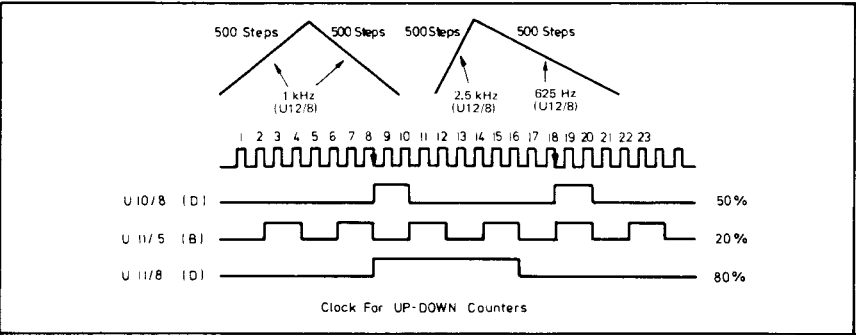 500 Steps 500 Steps 500 Steps 500 Steps
1 kHz 2.5 kHz 625 Hz
(U12/8) (U12/8) (U12/8)
1 2 3 4 5 6 7 8 9 10 11 12 13 14 15 16 17 18 19 20 21 22 23
U 10/8 (D) 50%
U 11/5 (B) 20%
U 11/8 (D) 80%
Clock For UP-DOWN Counters